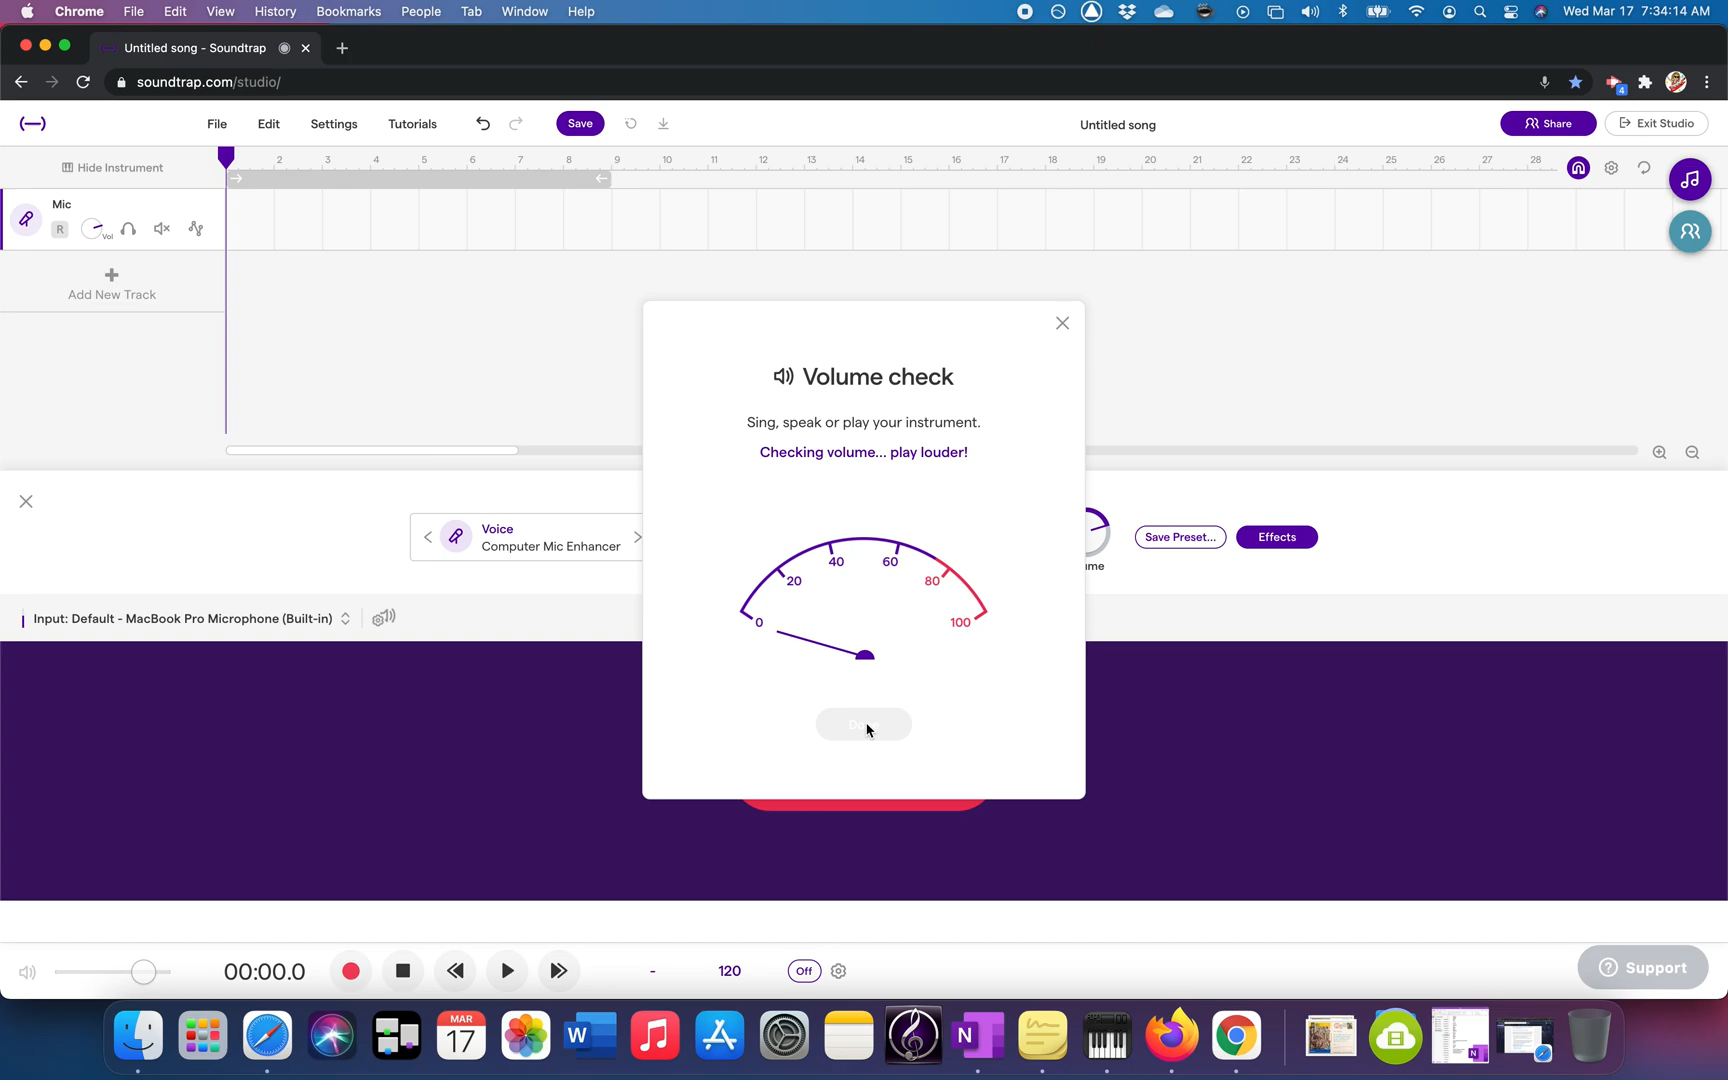 Chrome File Edit View History Bookmarks People Tab Window Help Wed Mar 17 7:34:14 AM
Untitled song - Soundtrap
soundtrap.com/studio/
4
File Edit Settings Tutorials Save Untitled song Share Exit Studio
Hide Instrument 2 3 4 5 6 7 8 9 10 11 12 13 14 15 16 17 18 19 20 21 22 23 24 25 26 27 28
Mic
R Vol
Add New Track
Volume check
Sing, speak or play your instrument.
Checking volume... play louder!
0 20 40 60 80 100
Voice
Computer Mic Enhancer
ume
Save Preset... Effects
Input: Default - MacBook Pro Microphone (Built-in)
00:00.0 - 120 Off Support
MAR
17
W
N
N